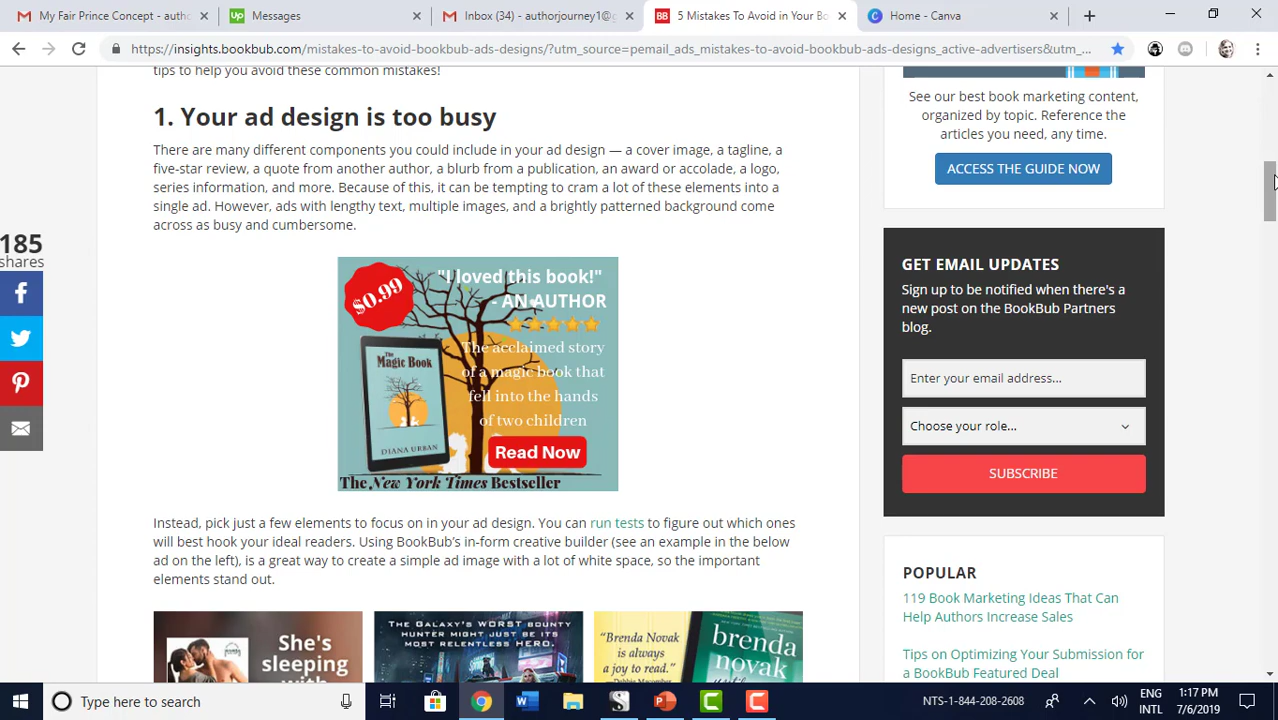 My Fair Prince Concept - autho
Messages
Inbox (34) - authorjourney1@g
5 Mistakes To Avoid in Your Bo
Home - Canva
https://insights.bookbub.com/mistakes-to-avoid-bookbub-ads-designs/?utm_source=pemail_ads_mistakes-to-avoid-bookbub-ads-designs_active-advertisers&utm_...
tips to help you avoid these common mistakes!
1. Your ad design is too busy
There are many different components you could include in your ad design — a cover image, a tagline, a
five-star review, a quote from another author, a blurb from a publication, an award or accolade, a logo,
series information, and more. Because of this, it can be tempting to cram a lot of these elements into a
single ad. However, ads with lengthy text, multiple images, and a brightly patterned background come
across as busy and cumbersome.
185
shares
$0.99
"I loved this book!"
- AN AUTHOR
The acclaimed story
of a magic book that
fell into the hands
of two children
The
Magic Book
DIANA URBAN
Read Now
The New York Times Bestseller
Instead, pick just a few elements to focus on in your ad design. You can run tests to figure out which ones
will best hook your ideal readers. Using BookBub's in-form creative builder (see an example in the below
ad on the left), is a great way to create a simple ad image with a lot of white space, so the important
elements stand out.
She's
sleeping
with
THE GALAXY'S WORST BOUNTY
HUNTER MIGHT JUST BE ITS
MOST RELENTLESS HERO.
"Brenda Novak
is always
a joy to read."
brenda
novak
See our best book marketing content,
organized by topic. Reference the
articles you need, any time.
ACCESS THE GUIDE NOW
GET EMAIL UPDATES
Sign up to be notified when there's a
new post on the BookBub Partners
blog.
Enter your email address...
Choose your role...
SUBSCRIBE
POPULAR
119 Book Marketing Ideas That Can
Help Authors Increase Sales
Tips on Optimizing Your Submission for
a BookBub Featured Deal
Type here to search
NTS-1-844-208-2608
ENG
INTL
1:17 PM
7/6/2019